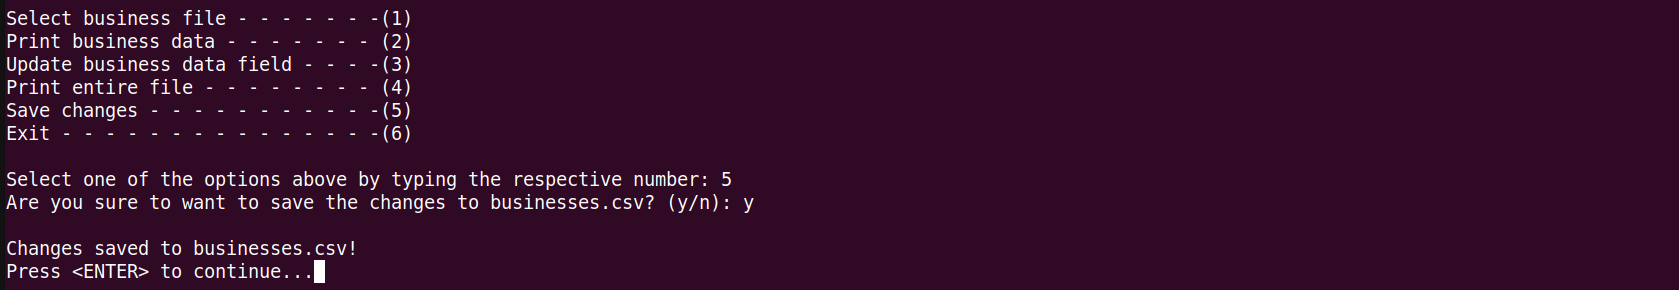 Select business file - - - - - - -(1)
Print business data - - - - - - - (2)
Update business data field - - - -(3)
Print entire file - - - - - - - - (4)
Save changes - - - - - - - - - - -(5)
Exit - - - - - - - - - - - - - - -(6)
Select one of the options above by typing the respective number: 5
Are you sure to want to save the changes to businesses.csv? (y/n): y
Changes saved to businesses.csv!
Press <ENTER> to continue...